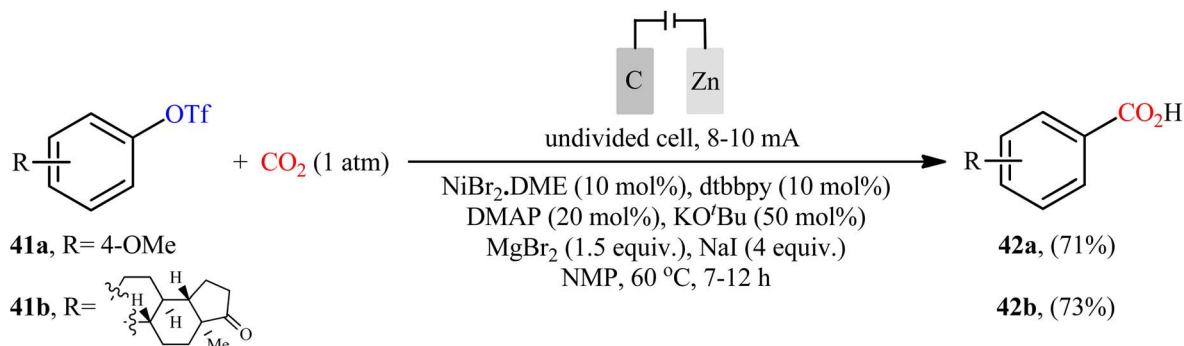 C Zn
OTf
R
+ CO₂ (1 atm)
undivided cell, 8-10 mA
NiBr₂.DME (10 mol%), dtbbpy (10 mol%)
DMAP (20 mol%), KOᵗBu (50 mol%)
MgBr₂ (1.5 equiv.), NaI (4 equiv.)
NMP, 60 °C, 7-12 h
CO₂H
R
41a, R= 4-OMe
42a, (71%)
41b, R=
H
H
H
O
Me
42b, (73%)